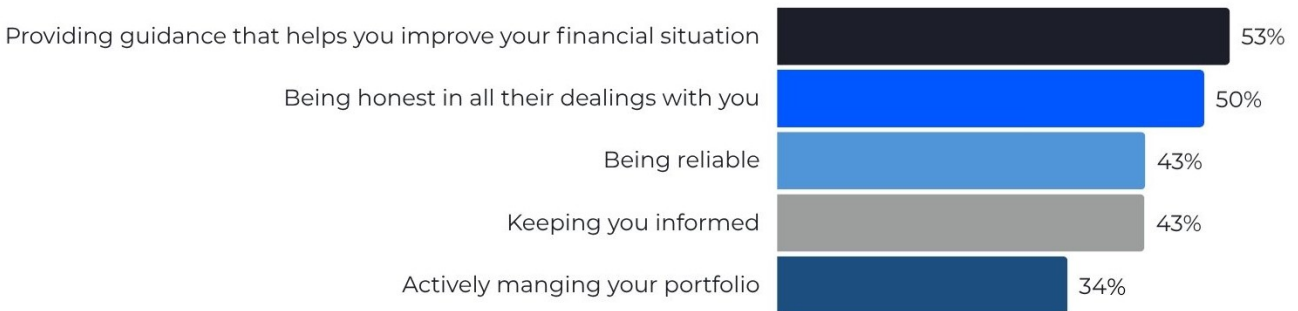 Providing guidance that helps you improve your financial situation 53%
Being honest in all their dealings with you 50%
Being reliable 43%
Keeping you informed 43%
Actively manging your portfolio 34%